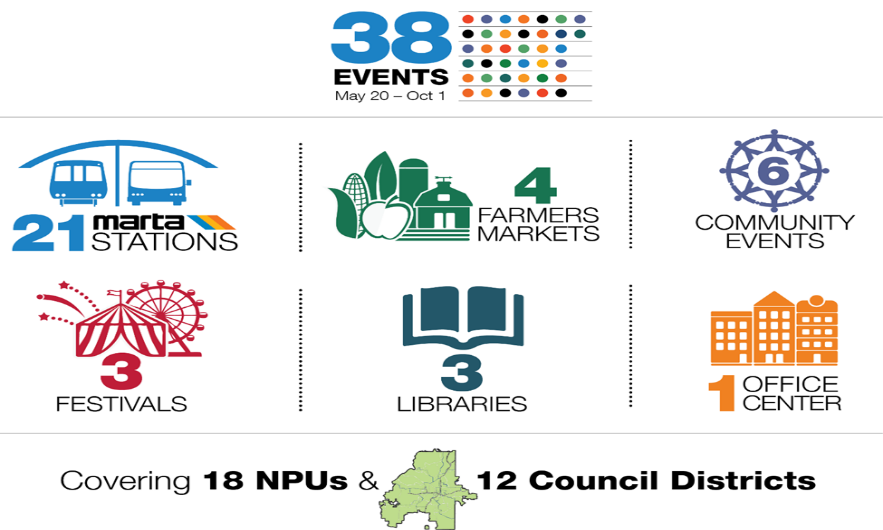 38
EVENTS
May 20 – Oct 1
21 marta
STATIONS
4
FARMERS
MARKETS
6
COMMUNITY
EVENTS
3
FESTIVALS
3
LIBRARIES
1 OFFICE
CENTER
Covering 18 NPUs & 12 Council Districts